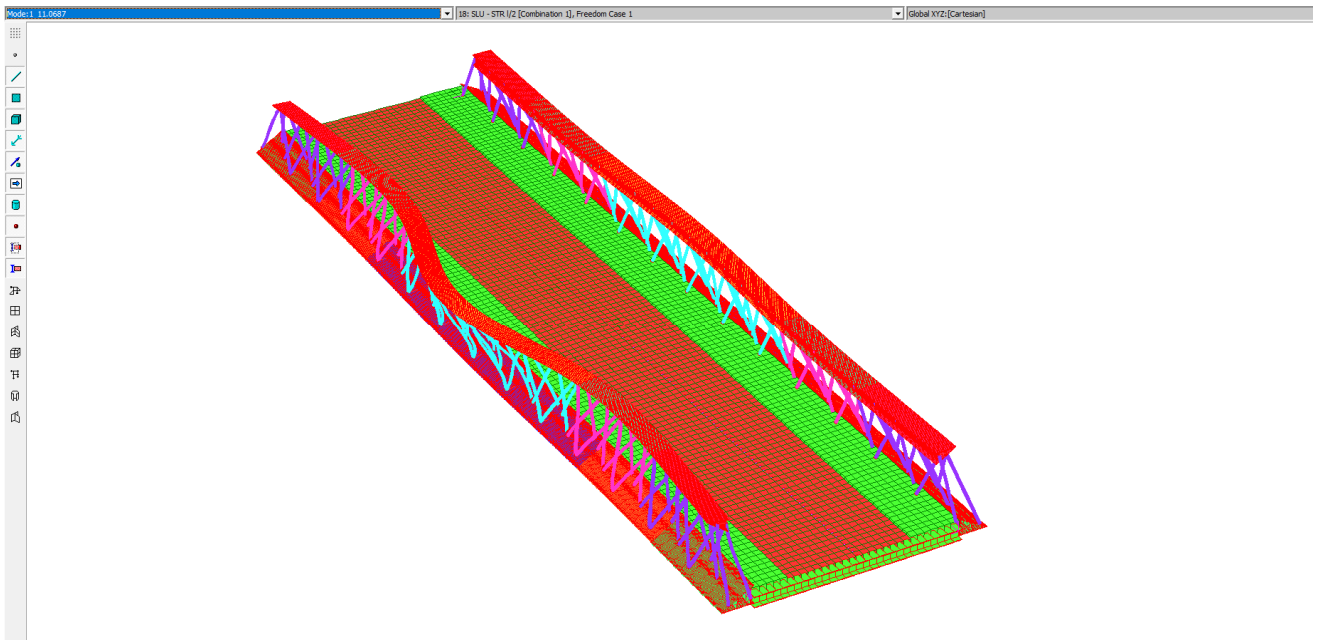 Mode:1 11.0687
18: SLU - STR l/2 [Combination 1], Freedom Case 1
Global XYZ:[Cartesian]